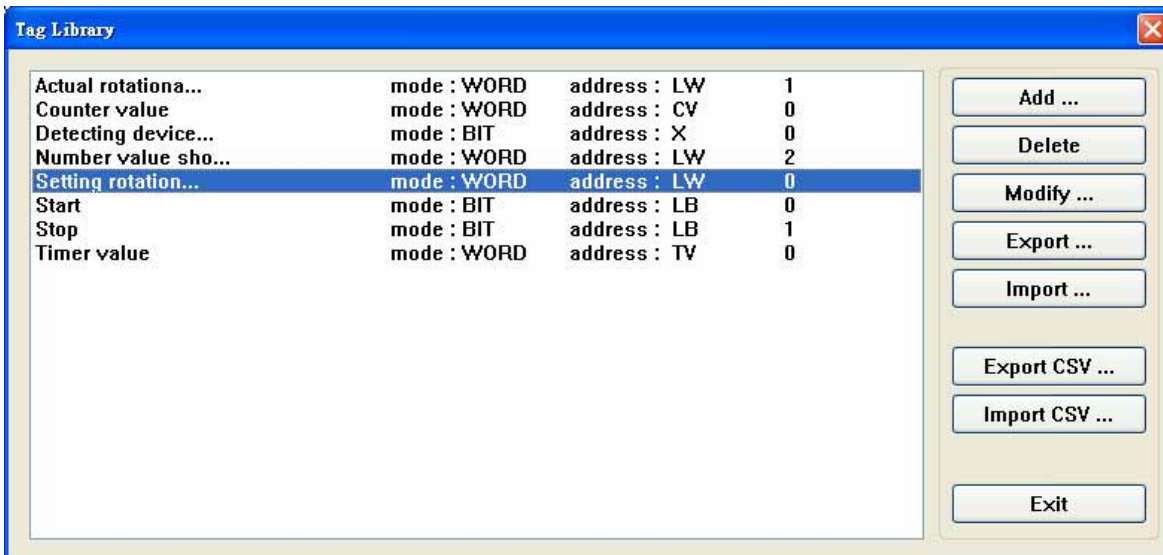 Tag Library
Actual rotationa... mode : WORD address : LW 1
Counter value mode : WORD address : CV 0
Detecting device... mode : BIT address : X 0
Number value sho... mode : WORD address : LW 2
Setting rotation... mode : WORD address : LW 0
Start mode : BIT address : LB 0
Stop mode : BIT address : LB 1
Timer value mode : WORD address : TV 0
Add ...
Delete
Modify ...
Export ...
Import ...
Export CSV ...
Import CSV ...
Exit